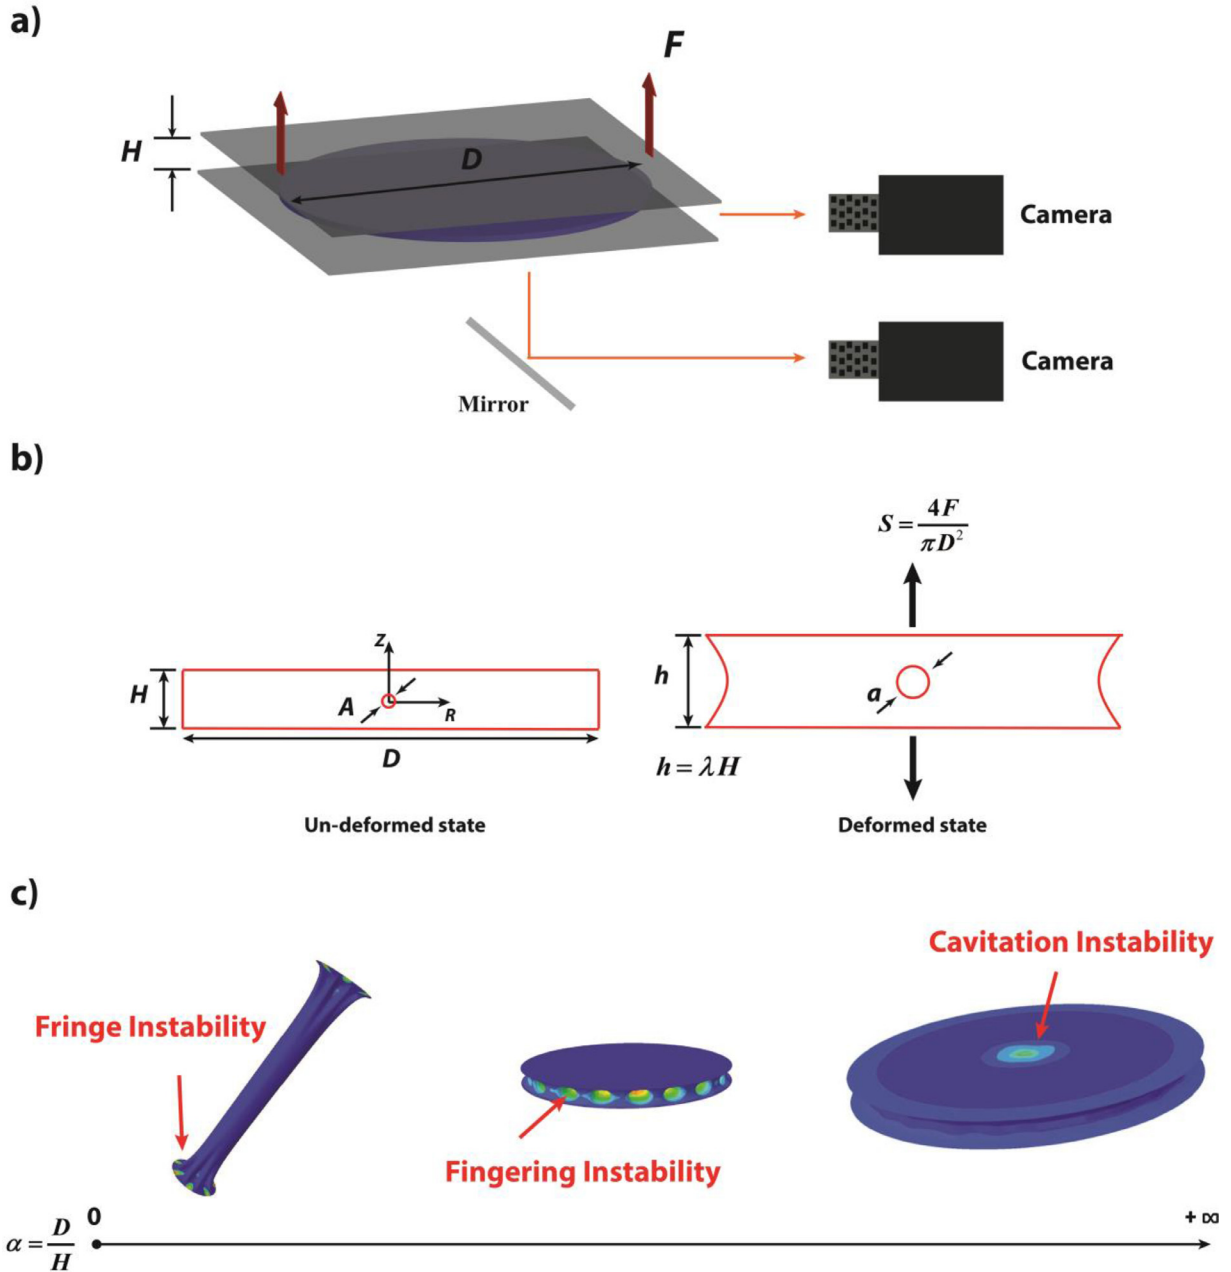 a)
F
H
D
Camera
Camera
Mirror
b)
S = 4F / πD²
z
H
A
R
D
h
a
h = λH
Un-deformed state
Deformed state
c)
Cavitation Instability
Fringe Instability
Fingering Instability
0
+ ∞
α = D / H